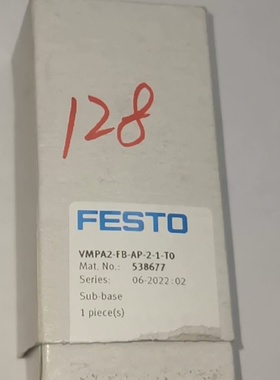 128
FESTO
VMPA2-FB-AP-2-1-T0
Mat. No.: 538677
Series: 06-2022:02
Sub-base
1 piece(s)